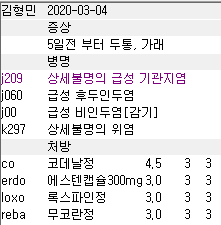 김형민 2020-03-04
증상
5일전 부터 두통, 가래
병명
j209 상세불명의 급성 기관지염
j060 급성 후두인두염
j00 급성 비인두염[감기]
k297 상세불명의 위염
처방
co 코데날정 4,5 3 3
erdo 에스텐캡슐300mg 3,0 3 3
loxo 록스파인정 3,0 3 3
reba 무코란정 3,0 3 3